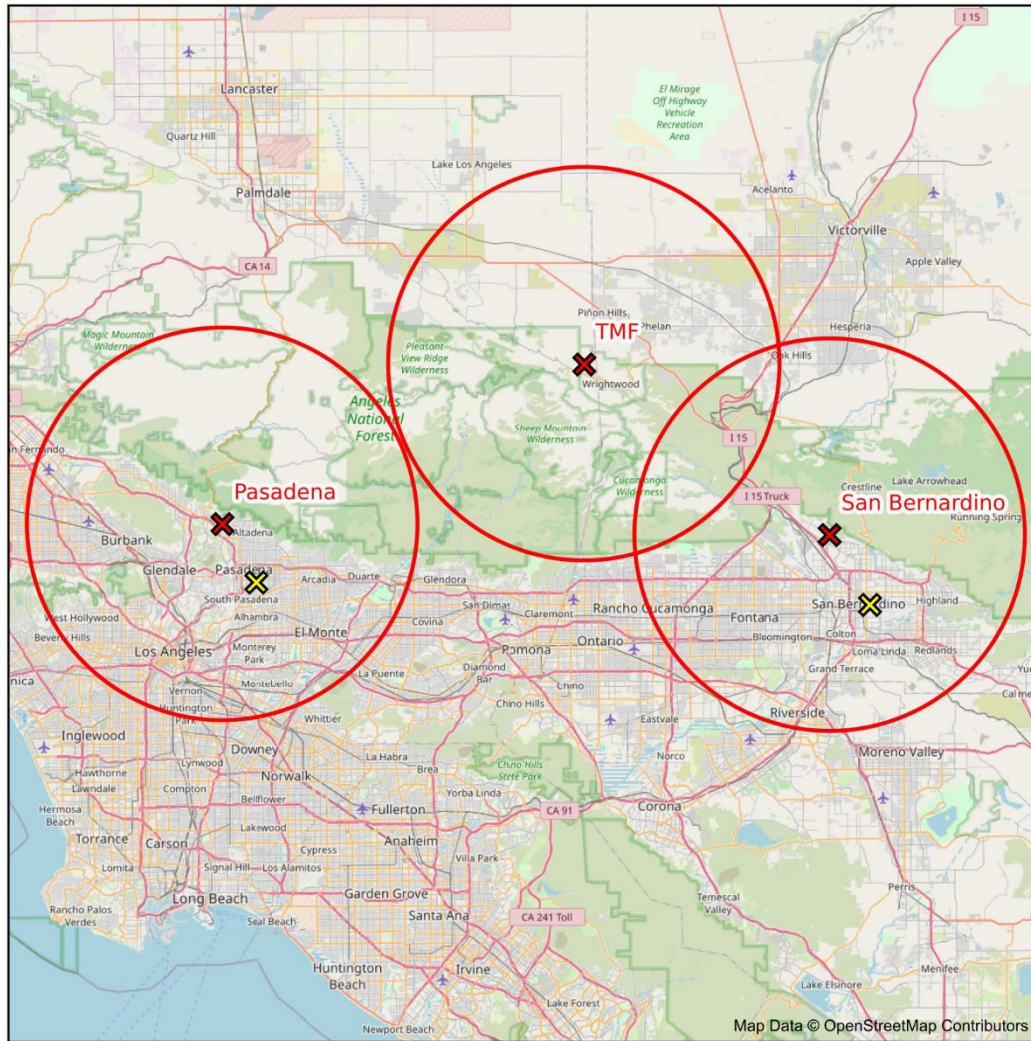 I 15
Lancaster
El Mirage
Off Highway
Vehicle
Recreation
Area
Quartz Hill
Lake Los Angeles
Palmdale
Acelanto
Victorville
CA 14
Apple Valley
Piñon Hills
TMF
Phelan
Hesperia
Magic Mountain
Wilderness
Pleasant
View Ridge
Wilderness
Oak Hills
Wrightwood
Angeles
National
Forest
Sheep Mountain
Wilderness
I 15
Cucamonga
Wilderness
Pasadena
I 15 Truck
Crestline
Lake Arrowhead
San Bernardino
Running Spring
Altadena
Burbank
Glendale
Pasadena
Arcadia
Duarte
Glendora
South Pasadena
West Hollywood
Alhambra
San Dimas
Claremont
Rancho Cucamonga
Fontana
San Bernardino
Highland
Beverly Hills
El Monte
Covina
Los Angeles
Monterey
Park
Pomona
Ontario
Bloomington
Colton
Loma Linda
Redlands
Montebello
La Puente
Diamond
Bar
Grand Terrace
Vernon
Huntington
Park
Chino
Chino Hills
Whittier
Riverside
Inglewood
Eastvale
Downey
La Habra
Brea
Chino Hills
State Park
Norco
Moreno Valley
Hawthorne
Lawndale
Lynwood
Compton
Norwalk
Yorba Linda
Hermosa
Beach
Bellflower
Fullerton
CA 91
Corona
Torrance
Carson
Lakewood
Cypress
Anaheim
Villa Park
Lomita
Signal Hill
Los Alamitos
Perris
Rancho Palos
Verdes
Long Beach
Garden Grove
Temescal
Valley
Seal Beach
Santa Ana
CA 241 Toll
Huntington
Beach
Irvine
Menifee
Lake Elsinore
Lake Forest
Newport Beach
Map Data © OpenStreetMap Contributors